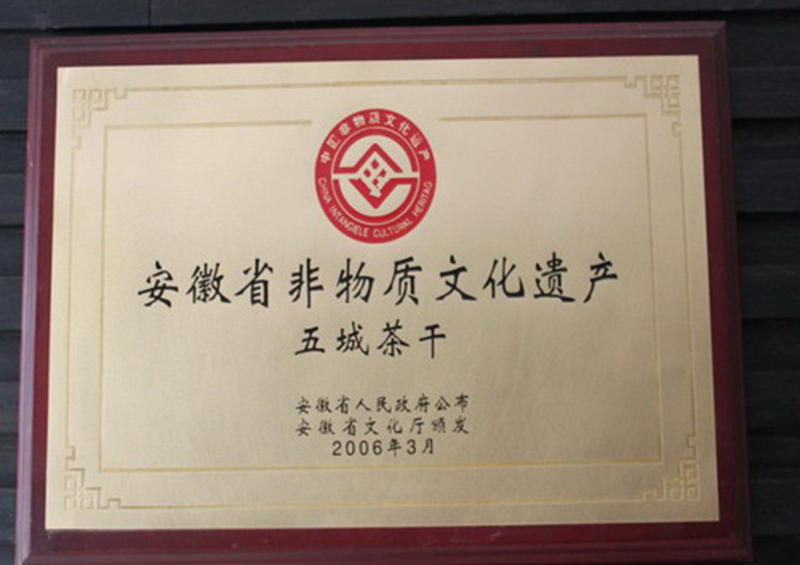 中国非物质文化遗产
CHINA INTANGIELE CULTURAL HERITAG
安徽省非物质文化遗产
五城茶干
安徽省人民政府公布
安徽省文化厅颁发
2006年3月